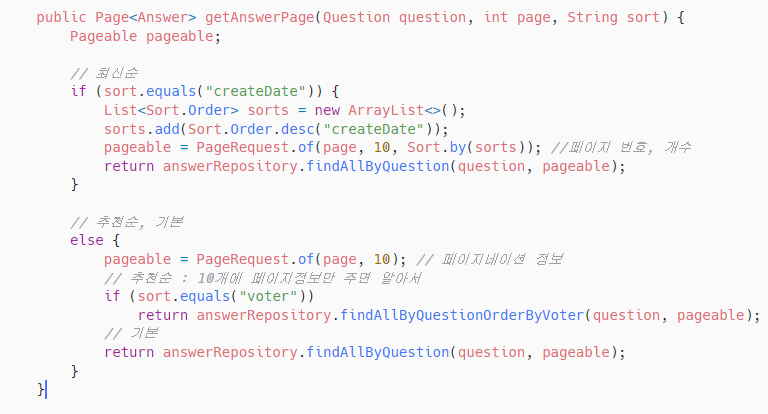 public Page<Answer> getAnswerPage(Question question, int page, String sort) {
Pageable pageable;
// 최신순
if (sort.equals("createDate")) {
List<Sort.Order> sorts = new ArrayList<>();
sorts.add(Sort.Order.desc("createDate"));
pageable = PageRequest.of(page, 10, Sort.by(sorts)); //페이지 번호, 개수
return answerRepository.findAllByQuestion(question, pageable);
}
// 추천순, 기본
else {
pageable = PageRequest.of(page, 10); // 페이지네이션 정보
// 추천순 : 10개에 페이지정보만 주면 알아서
if (sort.equals("voter"))
return answerRepository.findAllByQuestionOrderByVoter(question, pageable);
// 기본
return answerRepository.findAllByQuestion(question, pageable);
}
}